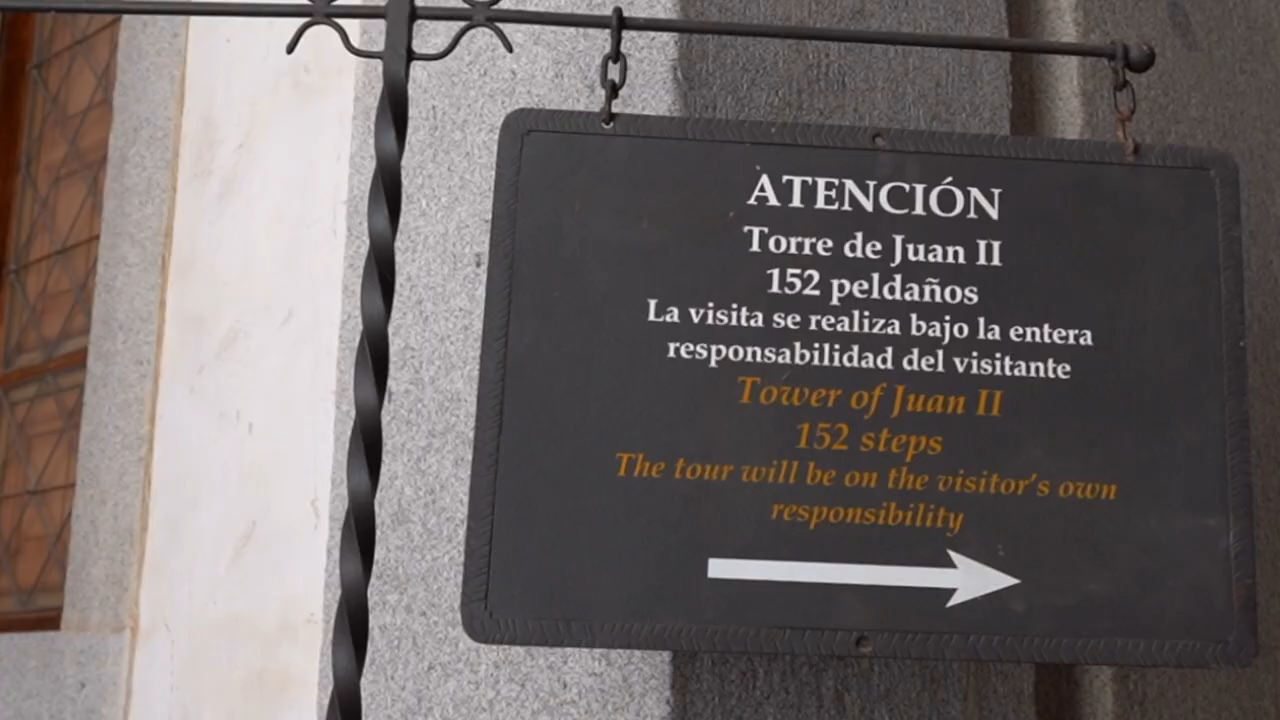 ATENCIÓN
Torre de Juan II
152 peldaños
La visita se realiza bajo la entera
responsabilidad del visitante
Tower of Juan II
152 steps
The tour will be on the visitor's own
responsibility